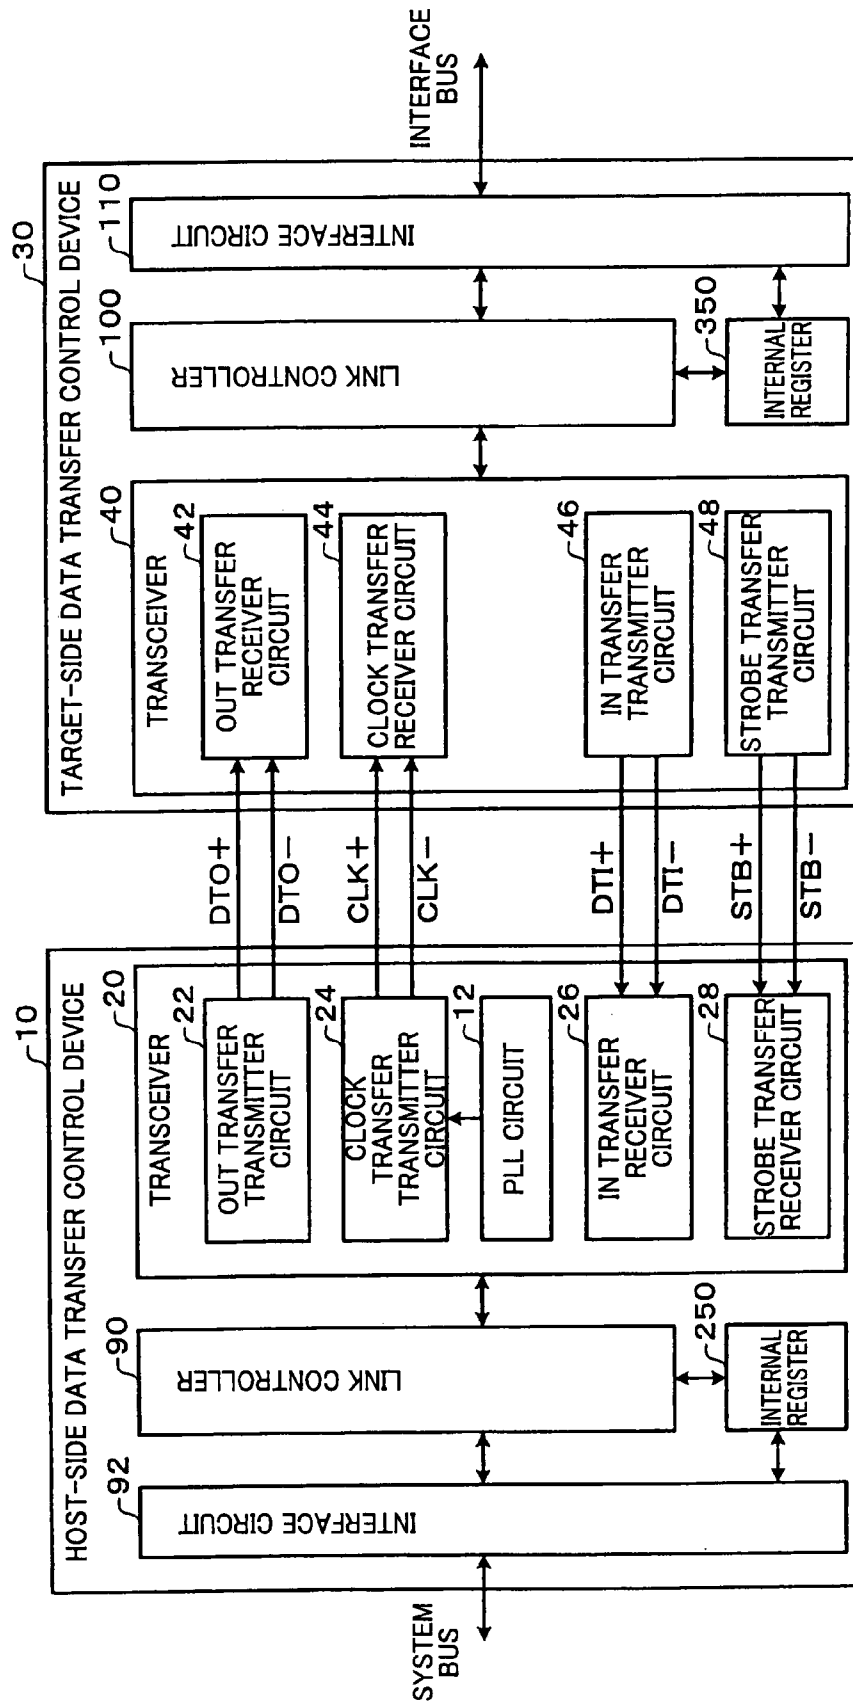 10
HOST-SIDE DATA TRANSFER CONTROL DEVICE
SYSTEM
BUS
92
INTERFACE CIRCUIT
90
LINK CONTROLLER
250
INTERNAL
REGISTER
20
TRANSCEIVER
22
OUT TRANSFER
TRANSMITTER
CIRCUIT
24
CLOCK
TRANSFER
TRANSMITTER
CIRCUIT
12
PLL CIRCUIT
26
IN TRANSFER
RECEIVER
CIRCUIT
28
STROBE TRANSFER
RECEIVER CIRCUIT
DTO+
DTO-
CLK+
CLK-
DTI+
DTI-
STB+
STB-
30
TARGET-SIDE DATA TRANSFER CONTROL DEVICE
40
TRANSCEIVER
42
OUT TRANSFER
RECEIVER
CIRCUIT
44
CLOCK TRANSFER
RECEIVER CIRCUIT
46
IN TRANSFER
TRANSMITTER
CIRCUIT
48
STROBE TRANSFER
TRANSMITTER
CIRCUIT
100
LINK CONTROLLER
350
INTERNAL
REGISTER
110
INTERFACE CIRCUIT
INTERFACE
BUS